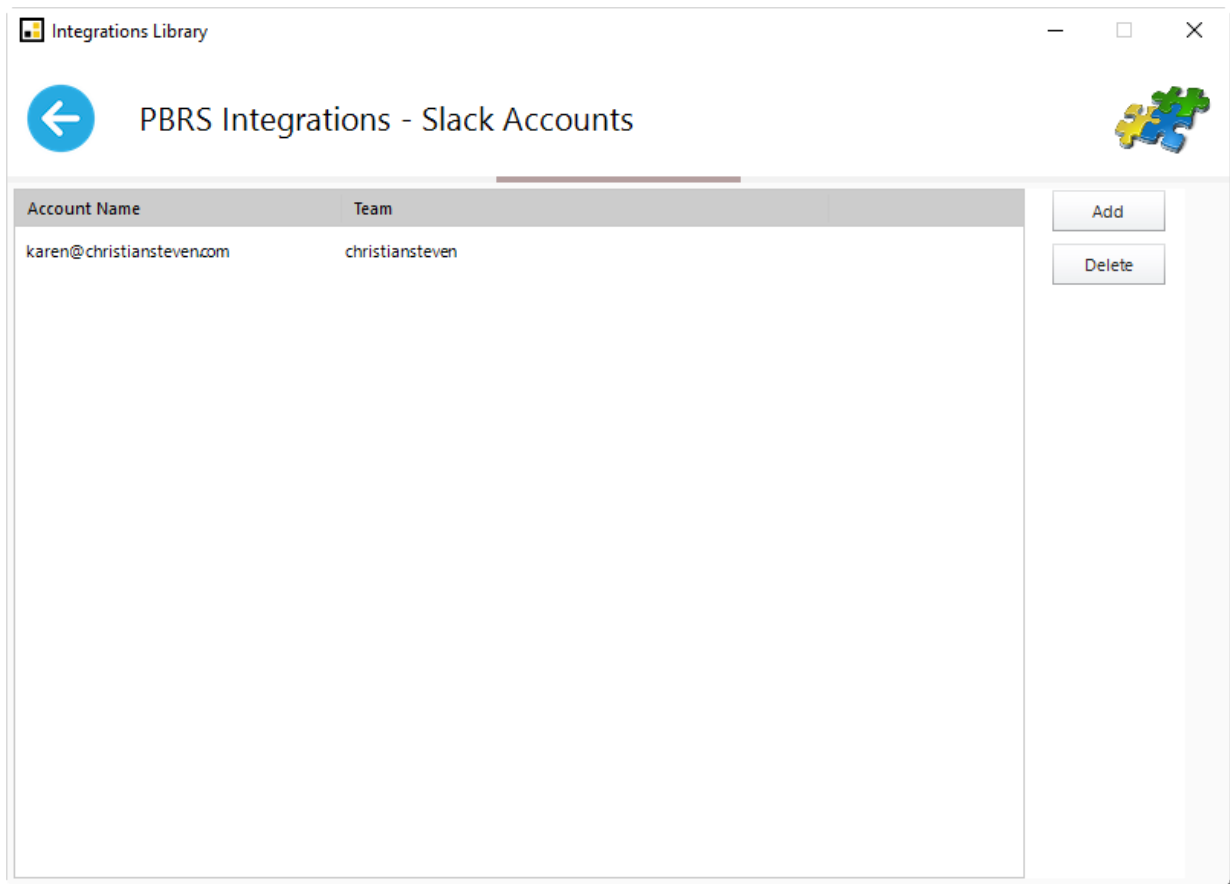 Integrations Library
PBRS Integrations - Slack Accounts
Account Name Team
Add
karen@christiansteven.com christiansteven
Delete